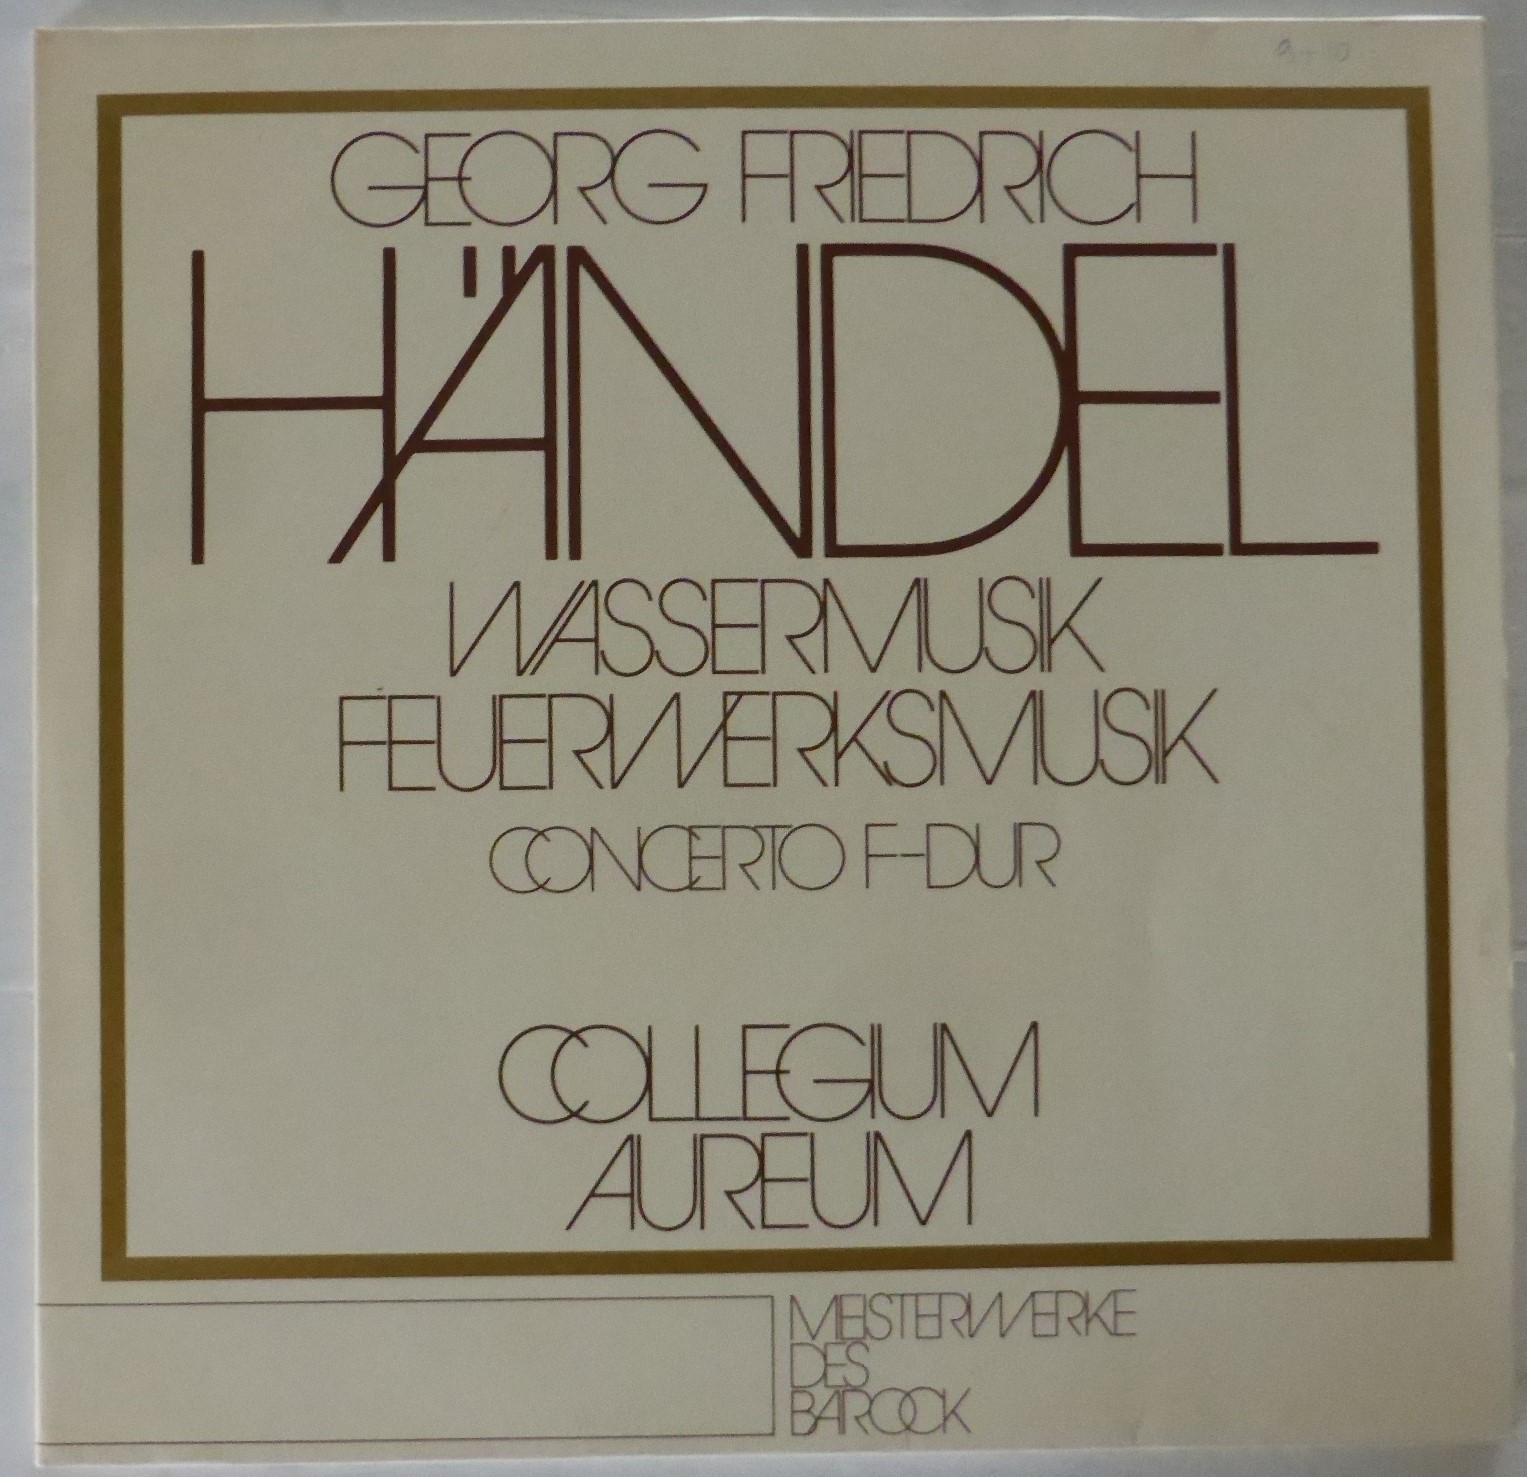 GEORG FRIEDRICH
HÄNDEL
WASSERMUSIK
FEUERWERKSMUSIK
CONCERTO F-DUR
COLLEGIUM
AUREUM
MEISTERWERKE
DES
BAROCK